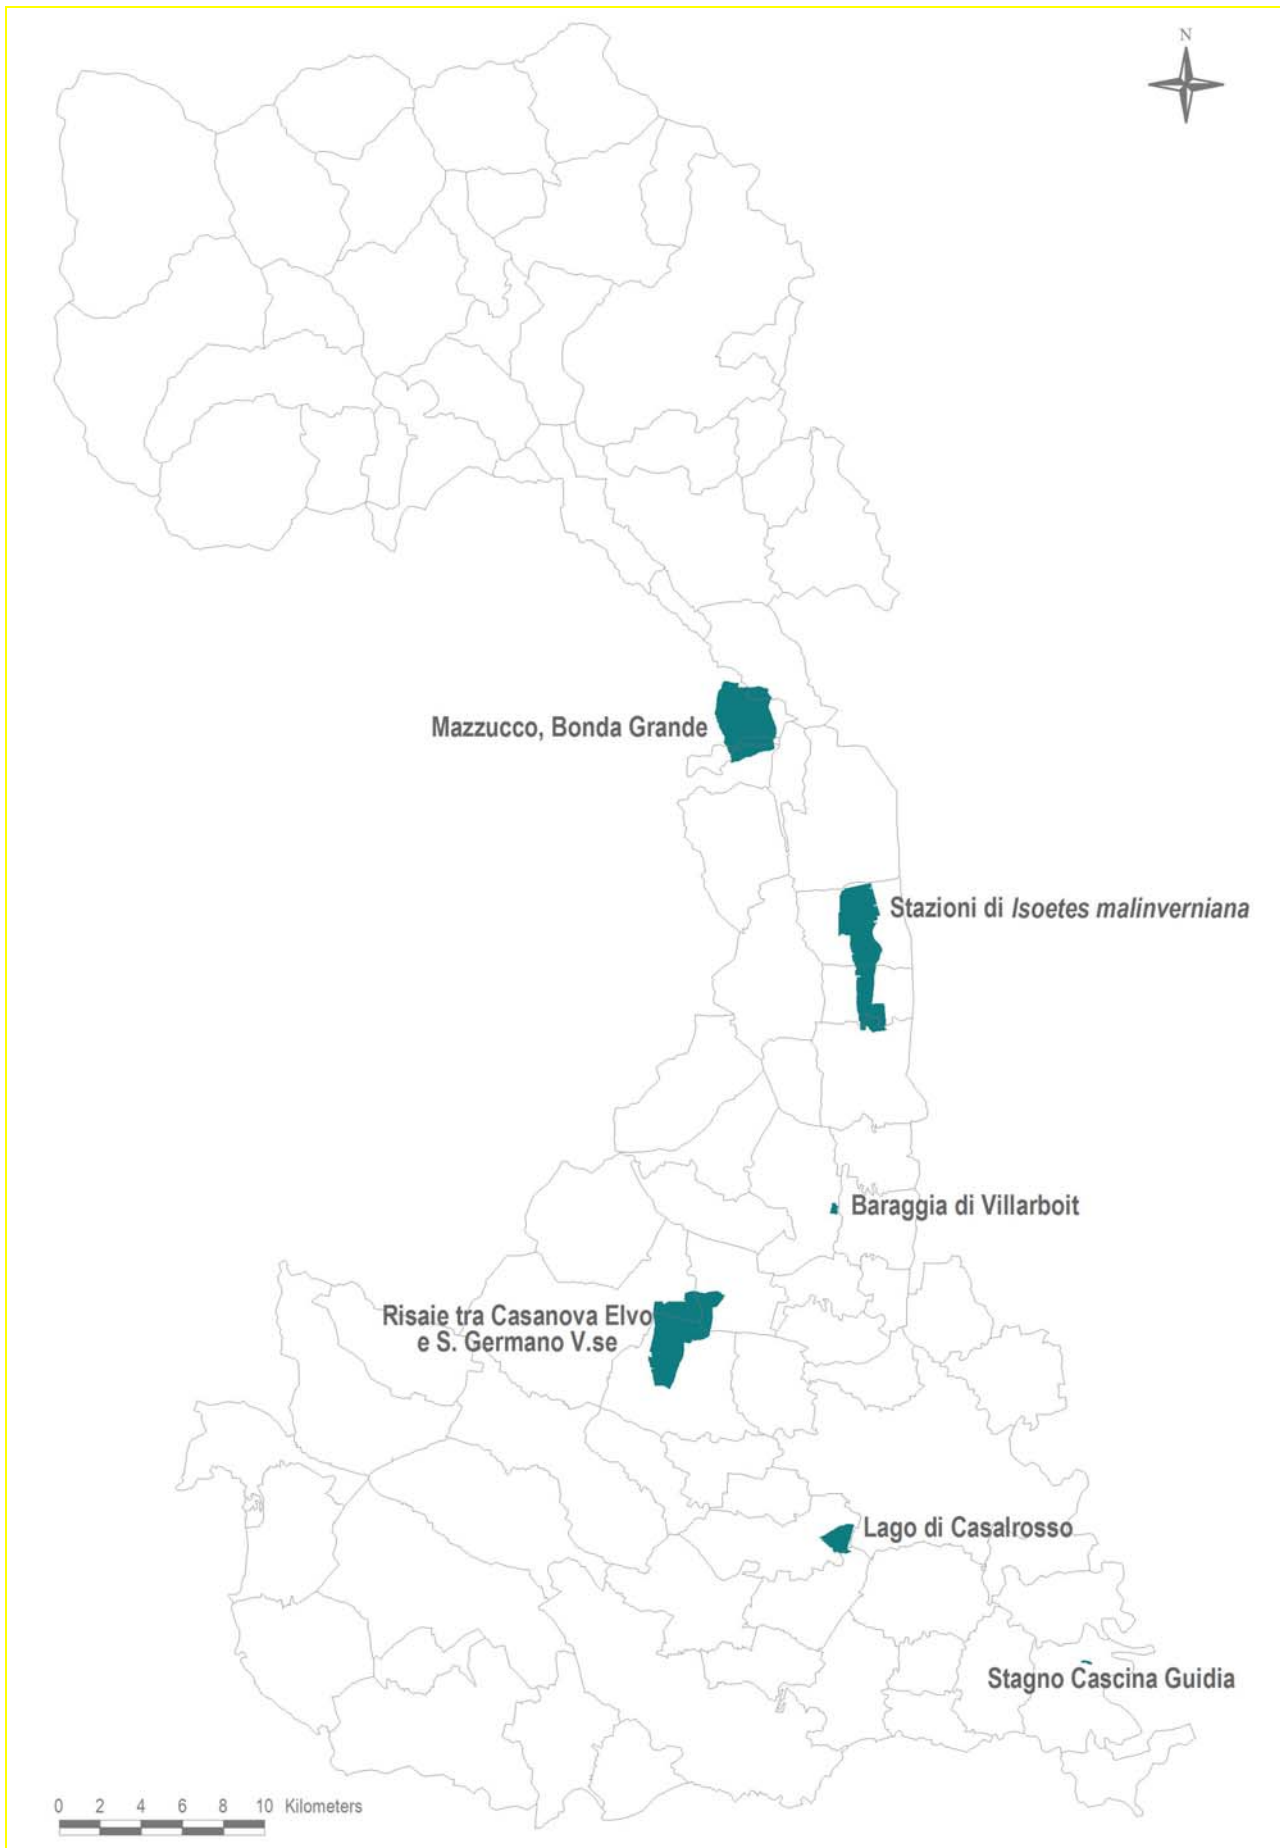 N
Mazzucco, Bonda Grande
Stazioni di Isoetes malinverniana
Baraggia di Villarboit
Risaie tra Casanova Elvo
e S. Germano V.se
Lago di Casalrosso
Stagno Cascina Guidia
0 2 4 6 8 10 Kilometers